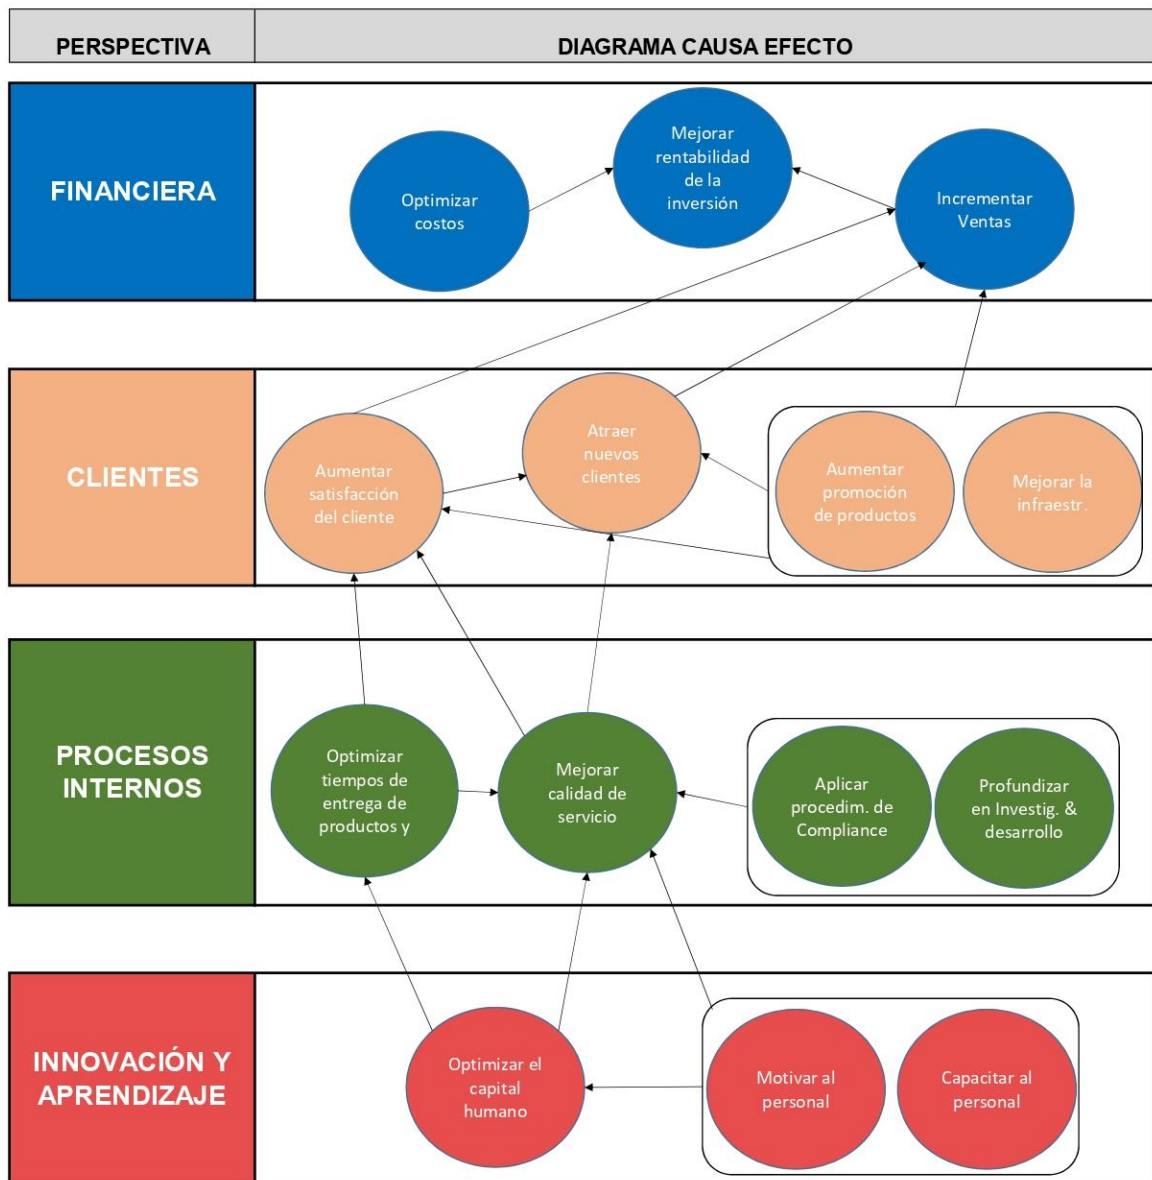 PERSPECTIVA
DIAGRAMA CAUSA EFECTO
FINANCIERA
Optimizar
costos
Mejorar
rentabilidad
de la
inversión
Incrementar
Ventas
CLIENTES
Aumentar
satisfacción
del cliente
Atraer
nuevos
clientes
Aumentar
promoción
de productos
Mejorar la
infraestr.
PROCESOS
INTERNOS
Optimizar
tiempos de
entrega de
productos y
Mejorar
calidad de
servicio
Aplicar
procedim. de
Compliance
Profundizar
en Investig. &
desarrollo
INNOVACIÓN Y
APRENDIZAJE
Optimizar el
capital
humano
Motivar al
personal
Capacitar al
personal